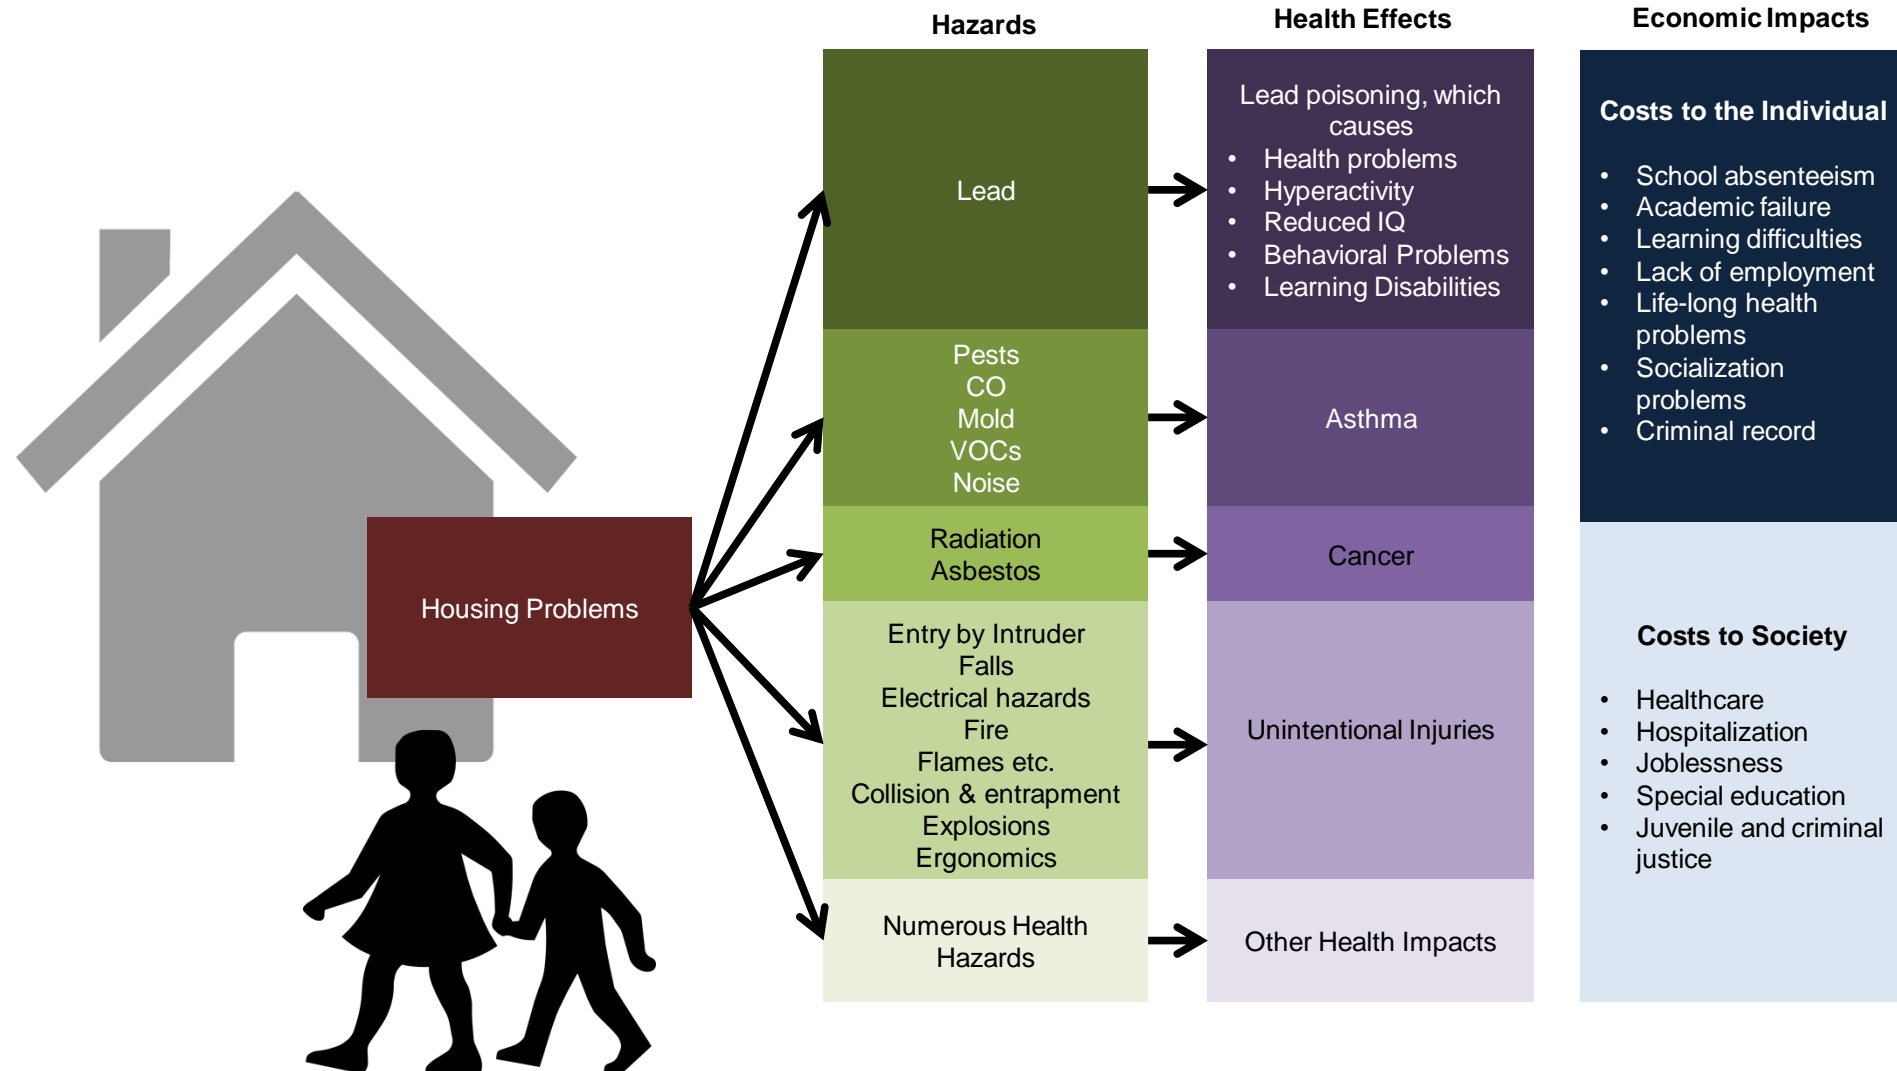 Hazards
Health Effects
Economic Impacts
Housing Problems
Lead
Pests
CO
Mold
VOCs
Noise
Radiation
Asbestos
Entry by Intruder
Falls
Electrical hazards
Fire
Flames etc.
Collision & entrapment
Explosions
Ergonomics
Numerous Health
Hazards
Lead poisoning, which
causes
• Health problems
• Hyperactivity
• Reduced IQ
• Behavioral Problems
• Learning Disabilities
Asthma
Cancer
Unintentional Injuries
Other Health Impacts
Costs to the Individual
• School absenteeism
• Academic failure
• Learning difficulties
• Lack of employment
• Life-long health
problems
• Socialization
problems
• Criminal record
Costs to Society
• Healthcare
• Hospitalization
• Joblessness
• Special education
• Juvenile and criminal
justice